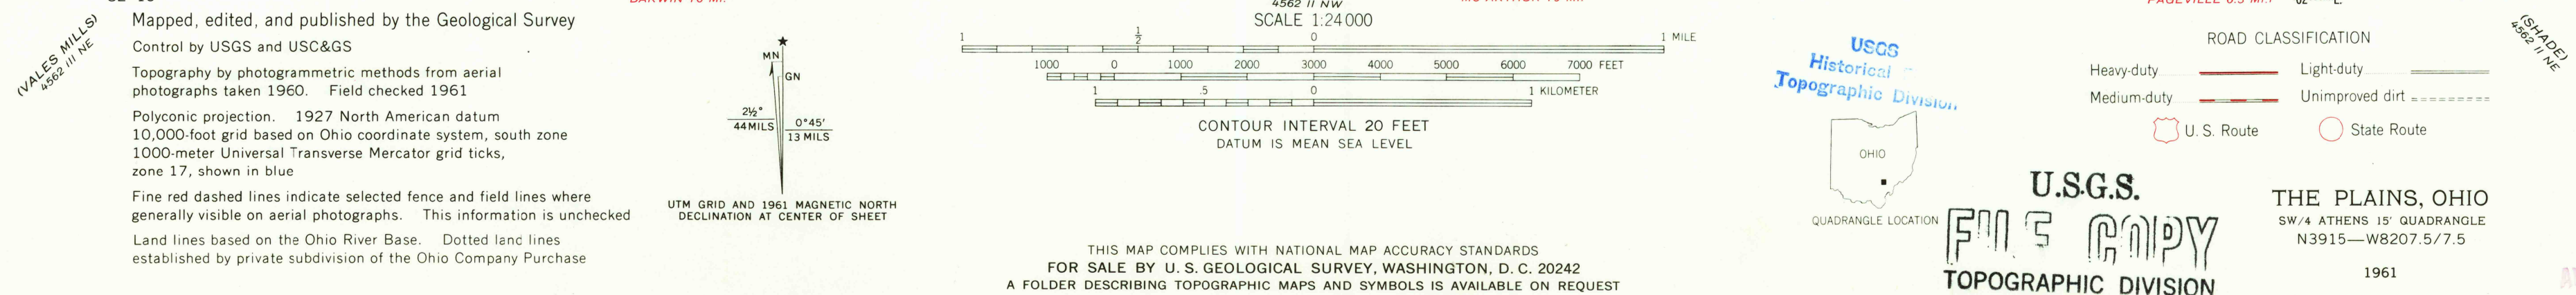 (VALES MILLS)
4562 III NE
Mapped, edited, and published by the Geological Survey
Control by USGS and USC&GS
Topography by photogrammetric methods from aerial
photographs taken 1960. Field checked 1961
Polyconic projection. 1927 North American datum
10,000-foot grid based on Ohio coordinate system, south zone
1000-meter Universal Transverse Mercator grid ticks,
zone 17, shown in blue
Fine red dashed lines indicate selected fence and field lines where
generally visible on aerial photographs. This information is unchecked
Land lines based on the Ohio River Base. Dotted land lines
established by private subdivision of the Ohio Company Purchase
★
MN
GN
2½°
44 MILS
0°45′
13 MILS
UTM GRID AND 1961 MAGNETIC NORTH
DECLINATION AT CENTER OF SHEET
4562 II NW
SCALE 1:24 000
1 ½ 0 1 MILE
1000 0 1000 2000 3000 4000 5000 6000 7000 FEET
1 .5 0 1 KILOMETER
CONTOUR INTERVAL 20 FEET
DATUM IS MEAN SEA LEVEL
THIS MAP COMPLIES WITH NATIONAL MAP ACCURACY STANDARDS
FOR SALE BY U. S. GEOLOGICAL SURVEY, WASHINGTON, D. C. 20242
A FOLDER DESCRIBING TOPOGRAPHIC MAPS AND SYMBOLS IS AVAILABLE ON REQUEST
USGS
Historical
Topographic Division
OHIO
QUADRANGLE LOCATION
U.S.G.S.
FILE COPY
TOPOGRAPHIC DIVISION
ROAD CLASSIFICATION
Heavy-duty Light-duty
Medium-duty Unimproved dirt
U. S. Route State Route
(SHADE)
4562 II NE
THE PLAINS, OHIO
SW/4 ATHENS 15′ QUADRANGLE
N3915—W8207.5/7.5
1961